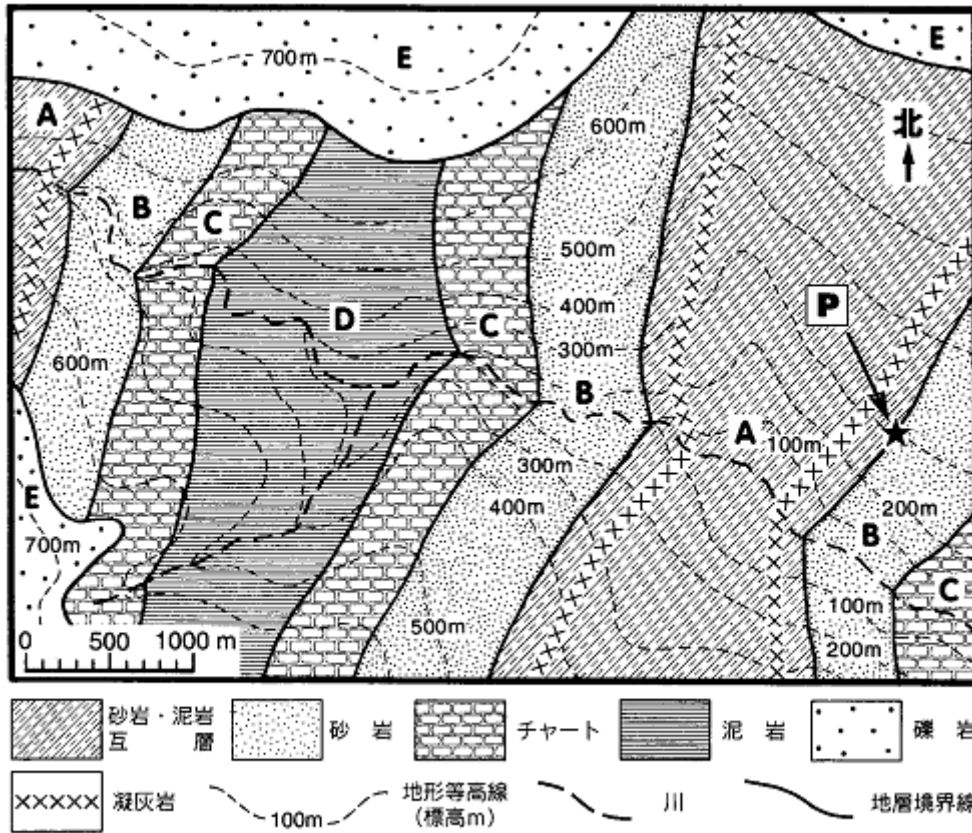 700m
E
E
A
600m
北
B
C
500m
P
D
400m
C
300m
600m
B
A
100m
300m
E
400m
200m
700m
B
C
500m
100m
200m
0 500 1000 m
砂岩・泥岩
互 層
砂 岩
チャート
泥 岩
礫 岩
凝灰岩
100m
地形等高線
(標高m)
川
地層境界線